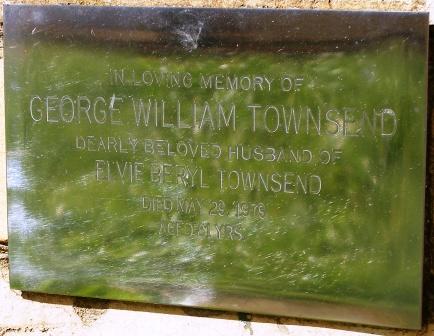 IN LOVING MEMORY OF
GEORGE WILLIAM TOWNSEND
DEARLY BELOVED HUSBAND OF
ELVIE BERYL TOWNSEND
DIED MAY 29, 1976
AGED YRS.